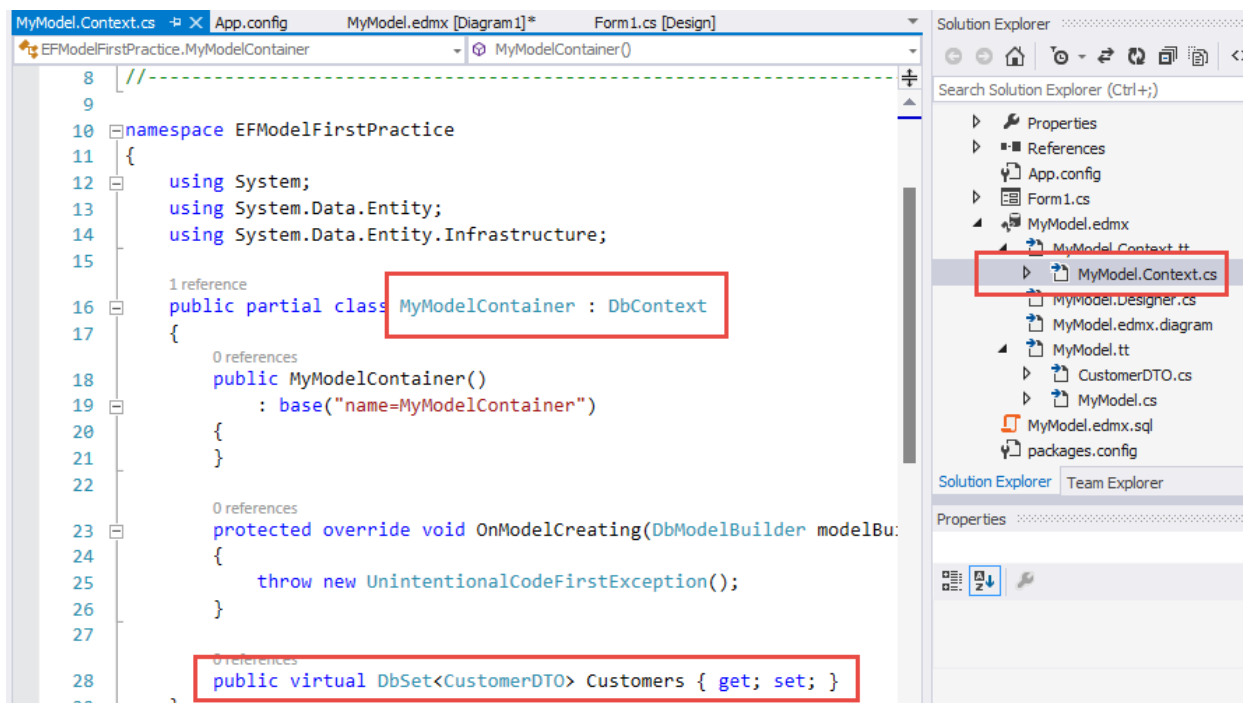 MyModel.Context.cs App.config MyModel.edmx [Diagram1]* Form1.cs [Design]
EFModelFirstPractice.MyModelContainer MyModelContainer()
8 //----------------------------------------------------------------------
9
10 namespace EFModelFirstPractice
11 {
12 using System;
13 using System.Data.Entity;
14 using System.Data.Entity.Infrastructure;
15
1 reference
16 public partial class MyModelContainer : DbContext
17 {
0 references
18 public MyModelContainer()
19 : base("name=MyModelContainer")
20 {
21 }
22
0 references
23 protected override void OnModelCreating(DbModelBuilder modelBu
24 {
25 throw new UnintentionalCodeFirstException();
26 }
27
0 references
28 public virtual DbSet<CustomerDTO> Customers { get; set; }
Solution Explorer
Search Solution Explorer (Ctrl+;)
Properties
References
App.config
Form1.cs
MyModel.edmx
MyModel.Context.tt
MyModel.Context.cs
MyModel.Designer.cs
MyModel.edmx.diagram
MyModel.tt
CustomerDTO.cs
MyModel.cs
MyModel.edmx.sql
packages.config
Solution Explorer Team Explorer
Properties